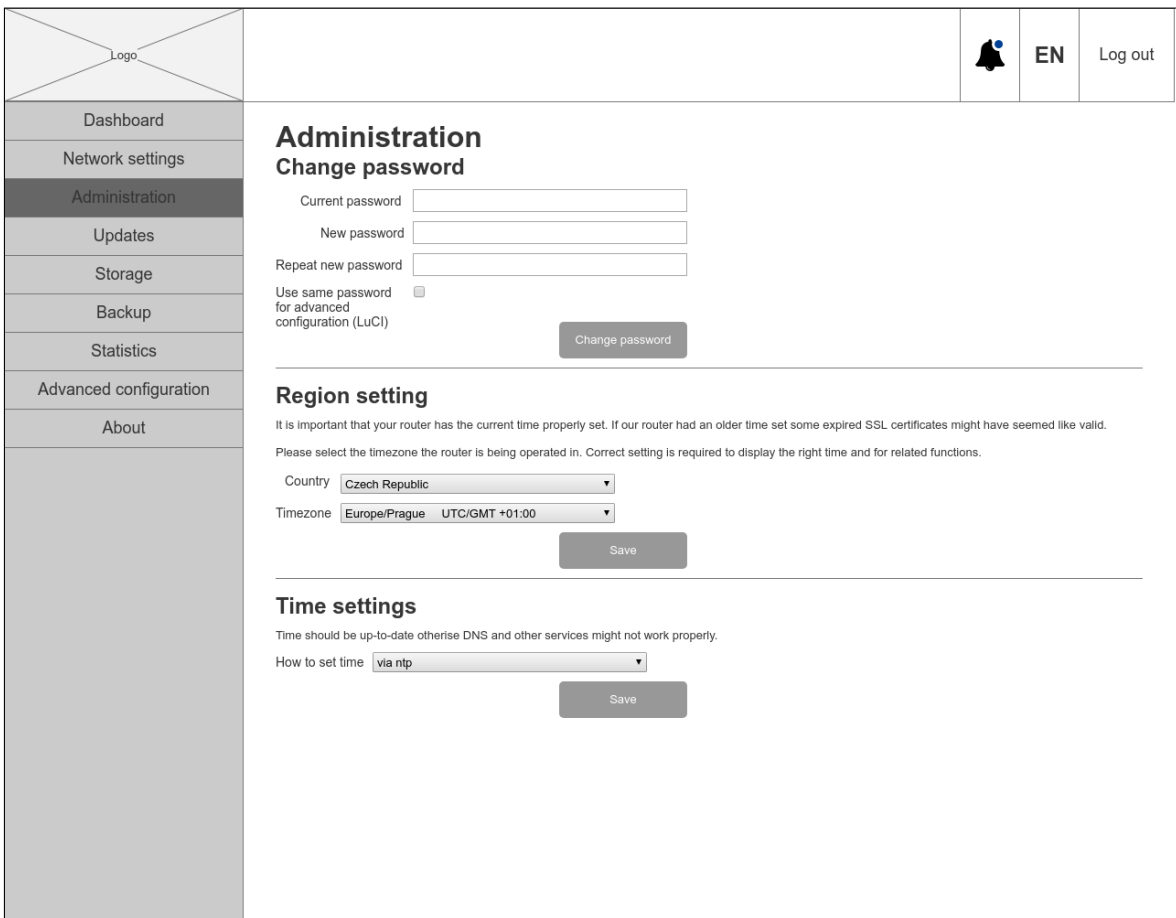 Logo
EN
Log out
Dashboard
Network settings
Administration
Updates
Storage
Backup
Statistics
Advanced configuration
About
Administration
Change password
Current password
New password
Repeat new password
Use same password
for advanced
configuration (LuCI)
Change password
Region setting
It is important that your router has the current time properly set. If our router had an older time set some expired SSL certificates might have seemed like valid.
Please select the timezone the router is being operated in. Correct setting is required to display the right time and for related functions.
Country Czech Republic
Timezone Europe/Prague UTC/GMT +01:00
Save
Time settings
Time should be up-to-date otherise DNS and other services might not work properly.
How to set time via ntp
Save